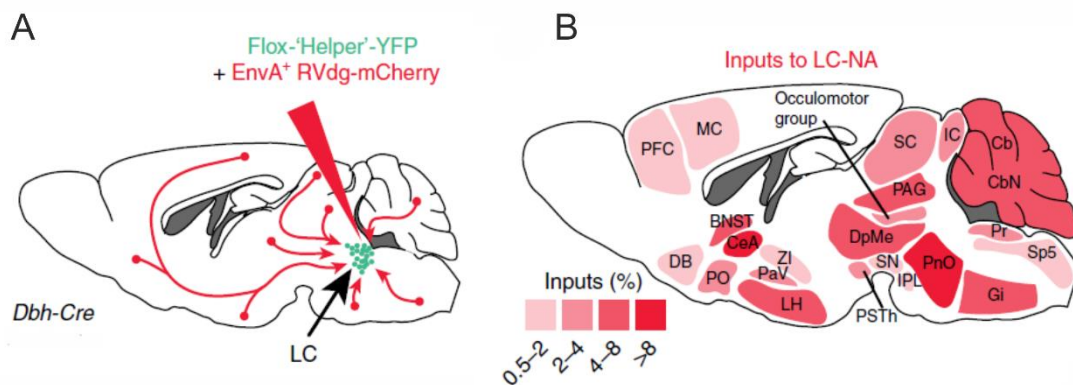 A
Flox-‘Helper’-YFP
+ EnvA+ RVdg-mCherry
Dbh-Cre
LC
B
Inputs to LC-NA
Occulomotor
group
PFC
MC
SC
IC
Cb
CbN
PAG
BNST
CeA
DpMe
Pr
Sp5
DB
PO
ZI
PaV
SN
IPL
PnO
LH
Gi
PSTh
Inputs (%)
0.5–2
2–4
4–8
>8